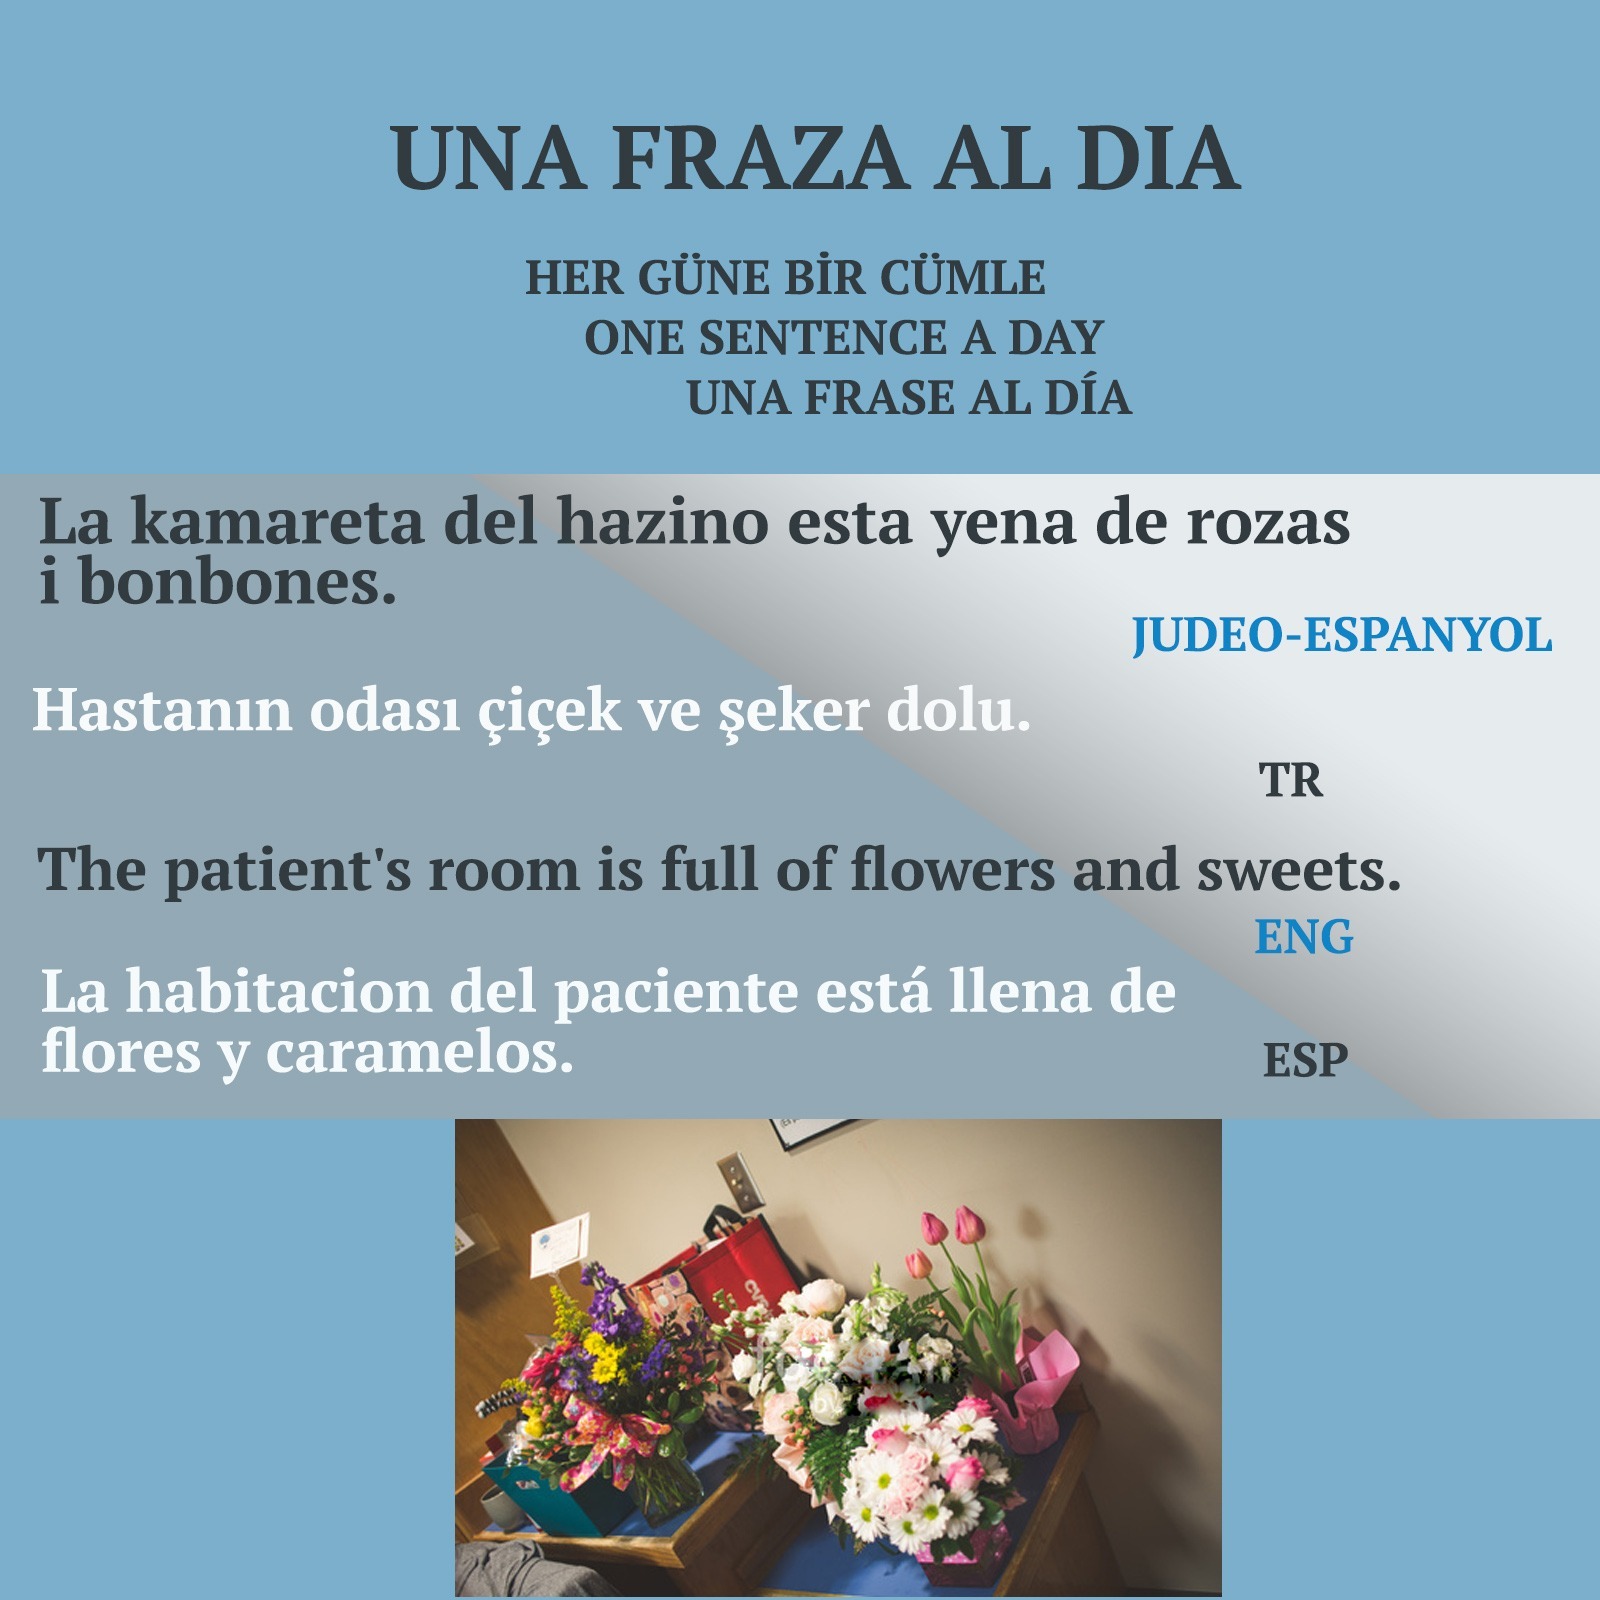 UNA FRAZA AL DIA
HER GÜNE BİR CÜMLE
ONE SENTENCE A DAY
UNA FRASE AL DÍA
La kamareta del hazino esta yena de rozas
i bonbones.
JUDEO-ESPANYOL
Hastanın odası çiçek ve şeker dolu.
TR
The patient's room is full of flowers and sweets.
ENG
La habitacion del paciente está llena de
flores y caramelos.
ESP